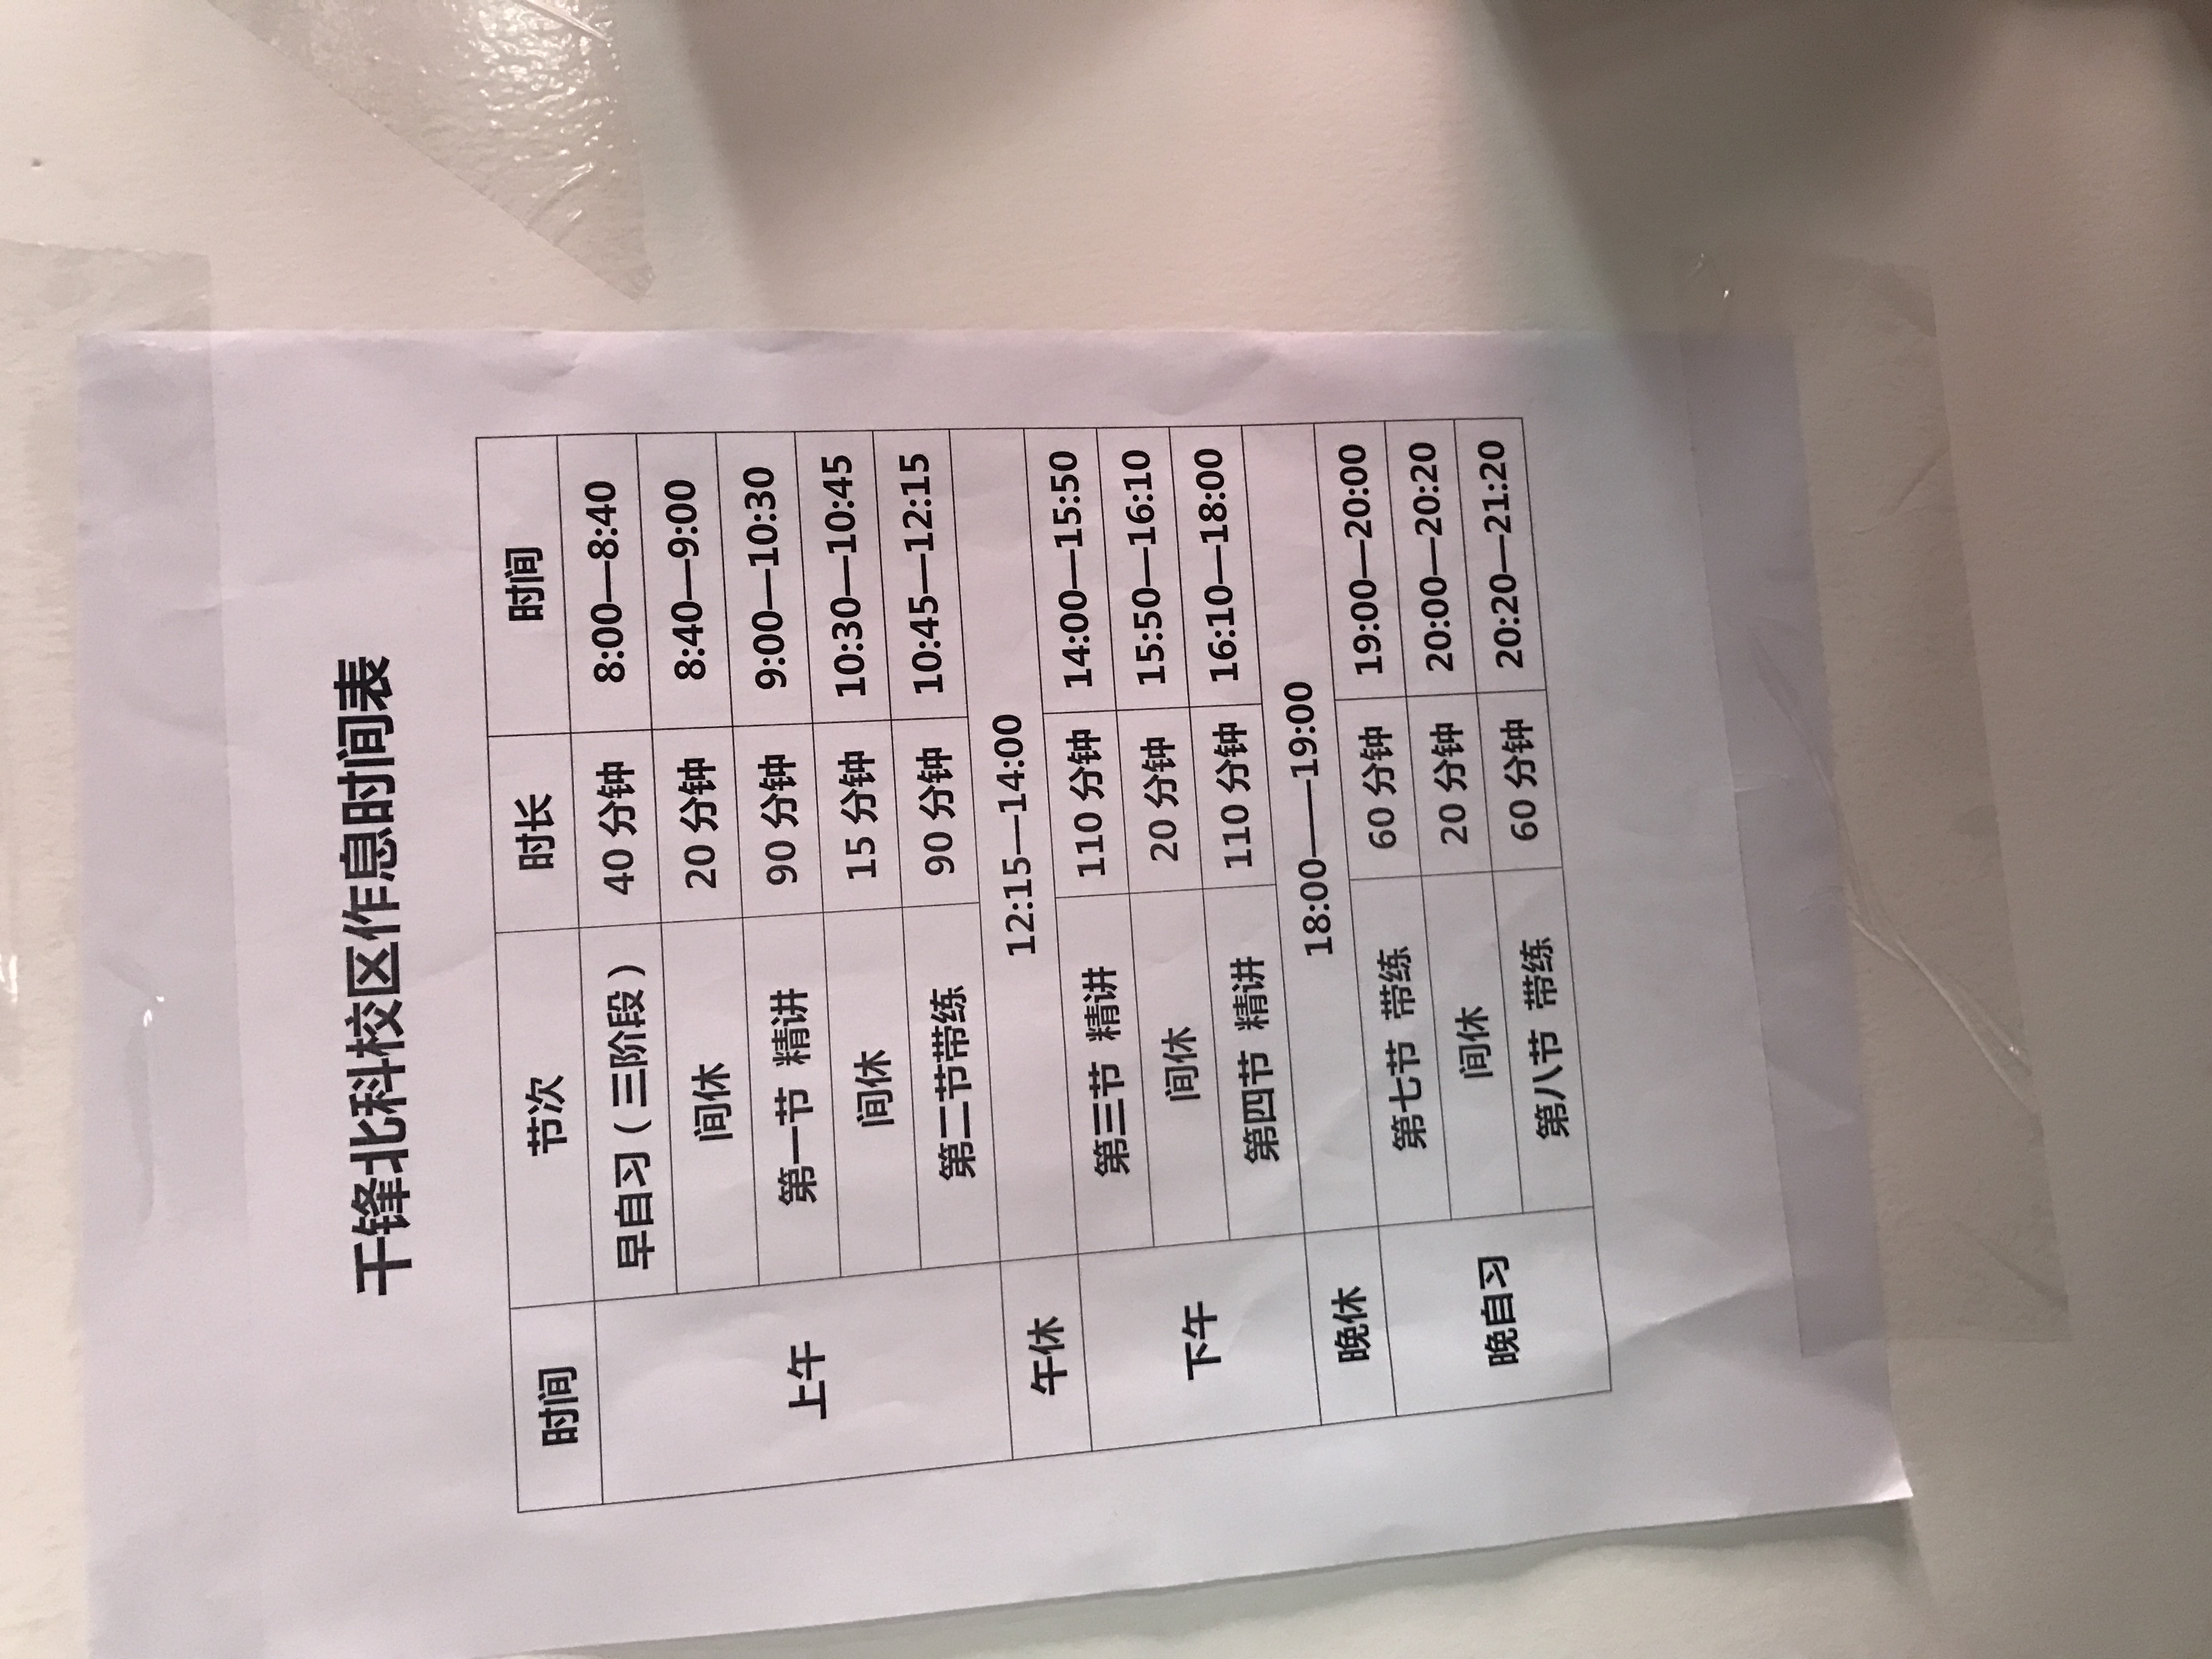 千锋北科校区作息时间表
时间 节次 时长 时间
上午 早自习（三阶段） 40 分钟 8:00—8:40
间休 20 分钟 8:40—9:00
第一节 精讲 90 分钟 9:00—10:30
间休 15 分钟 10:30—10:45
第二节带练 90 分钟 10:45—12:15
午休 12:15—14:00
下午 第三节 精讲 110 分钟 14:00—15:50
间休 20 分钟 15:50—16:10
第四节 精讲 110 分钟 16:10—18:00
晚休 18:00——19:00
晚自习 第七节 带练 60 分钟 19:00—20:00
间休 20 分钟 20:00—20:20
第八节 带练 60 分钟 20:20—21:20